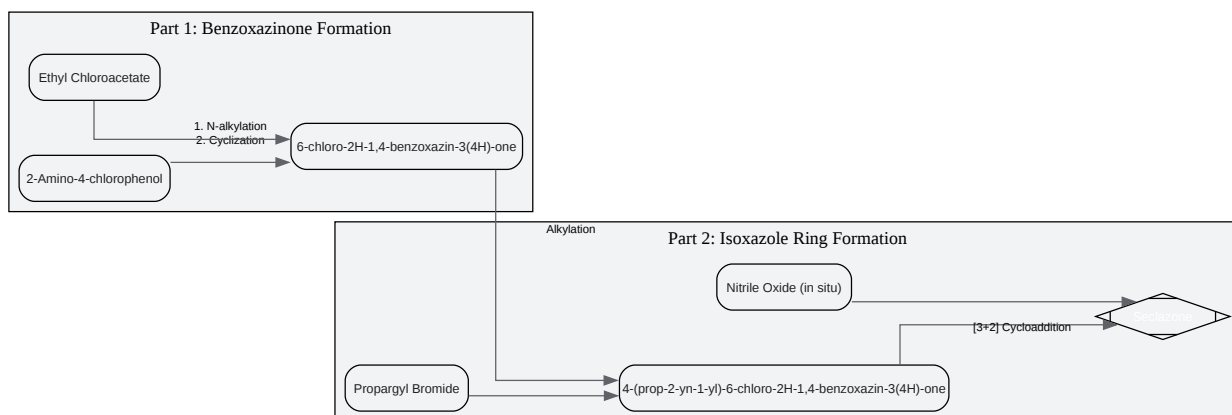 Part 1: Benzoxazinone Formation
Ethyl Chloroacetate
1. N-alkylation
2. Cyclization
6-chloro-2H-1,4-benzoxazin-3(4H)-one
2-Amino-4-chlorophenol
Alkylation
Part 2: Isoxazole Ring Formation
Nitrile Oxide (in situ)
Seclazone
[3+2] Cycloaddition
Propargyl Bromide
4-(prop-2-yn-1-yl)-6-chloro-2H-1,4-benzoxazin-3(4H)-one